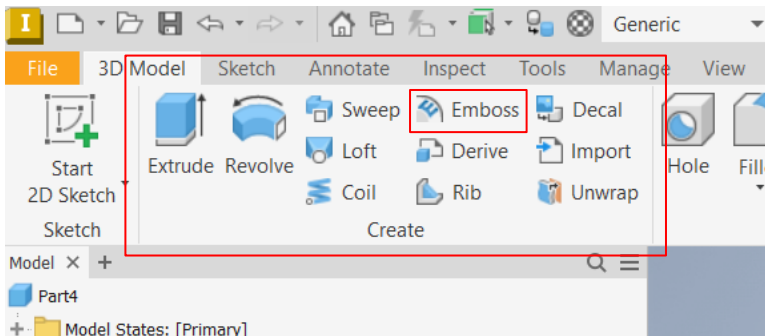 I Generic
File 3D Model Sketch Annotate Inspect Tools Manage View
Sweep Emboss Decal
Extrude Revolve Loft Derive Import Hole
Start
2D Sketch Coil Rib Unwrap
Sketch Create
Model × +
Part4
Model States: [Primary]